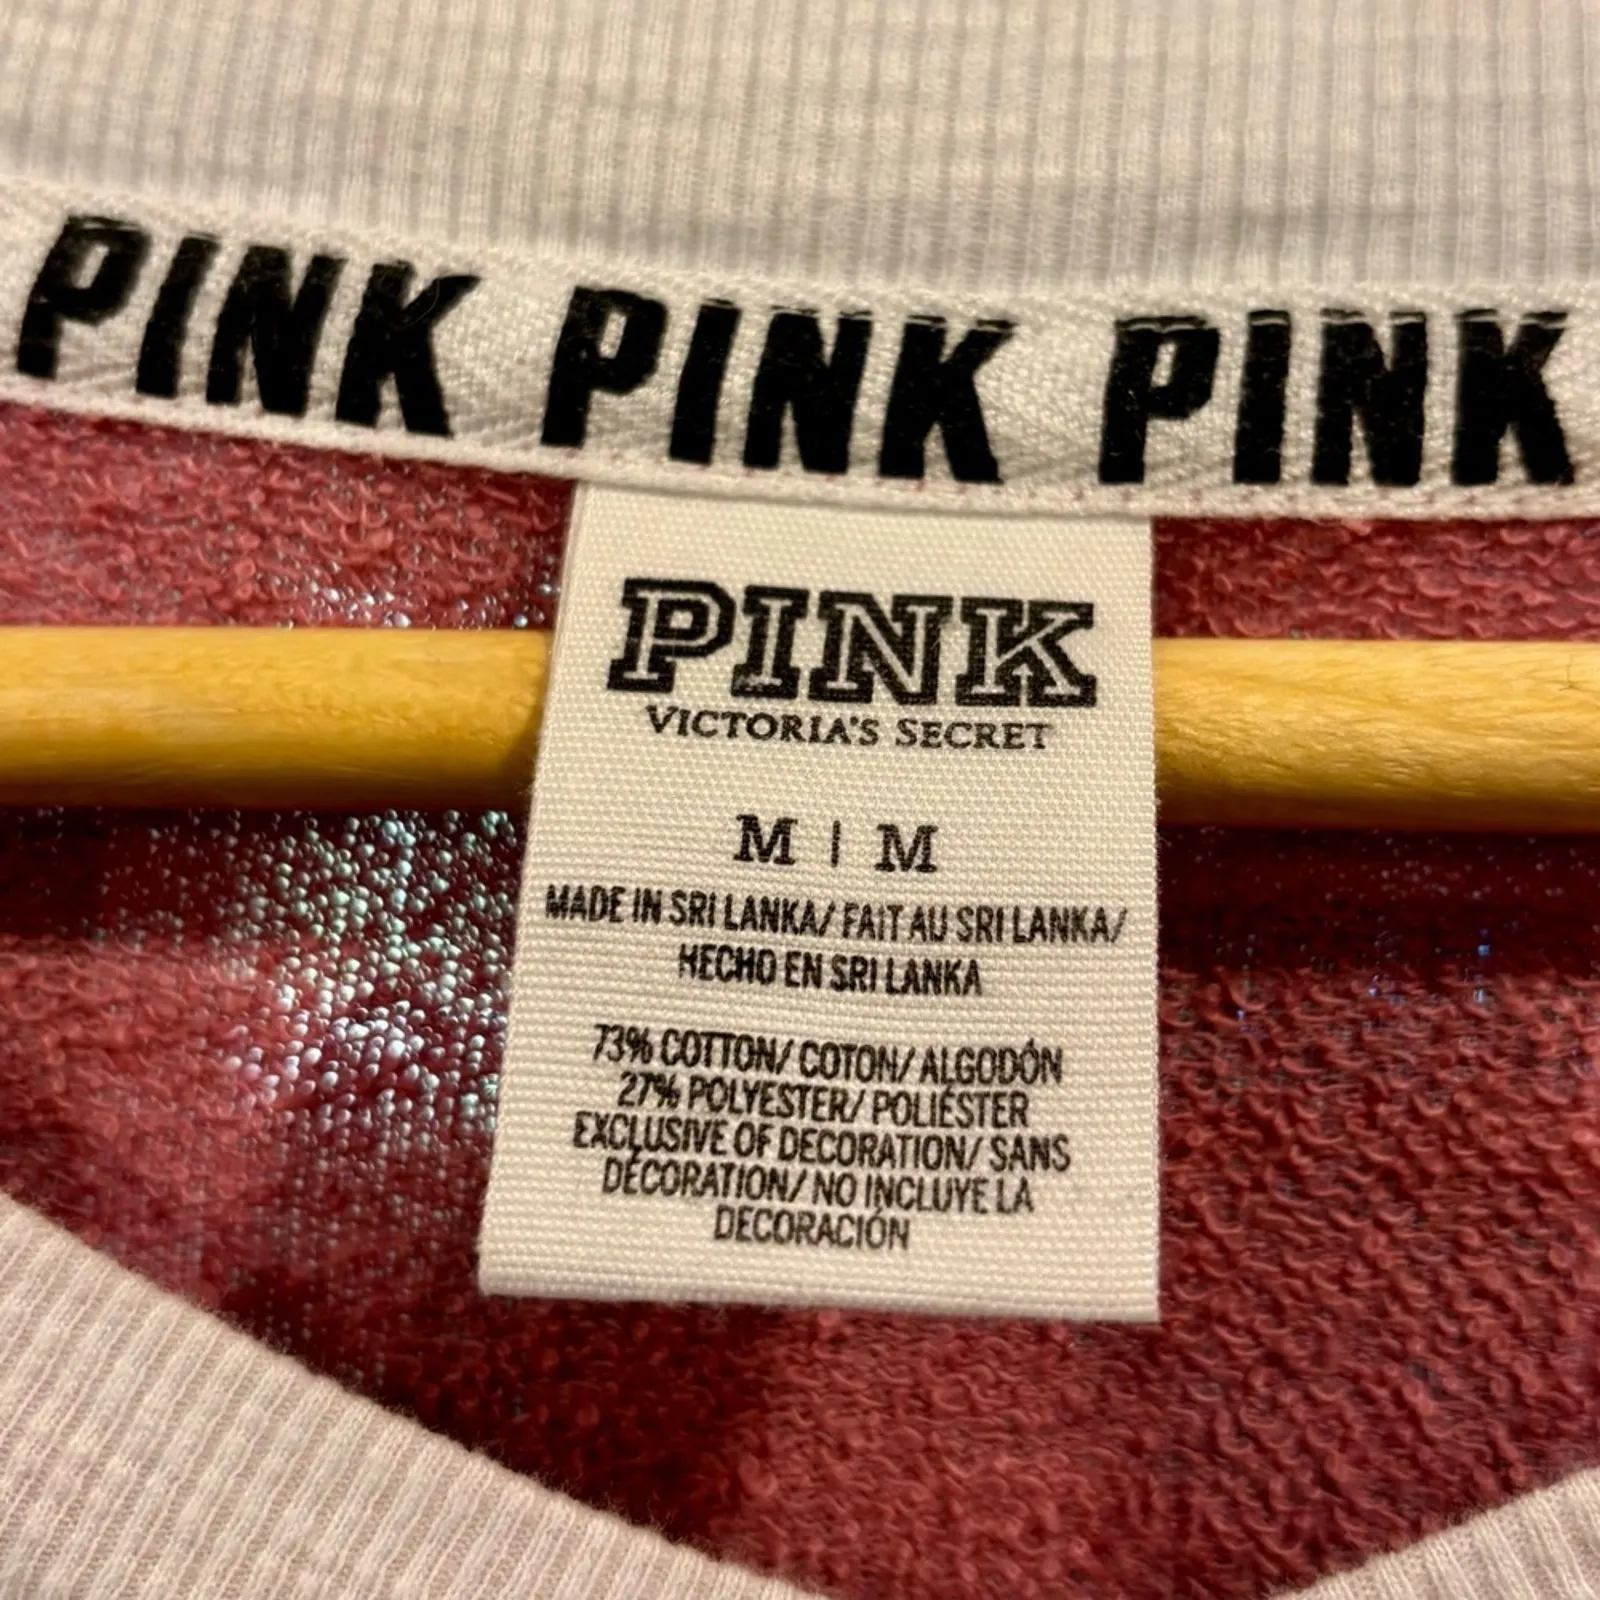 PINK PINK PINK
PINK
VICTORIA'S SECRET
M | M
MADE IN SRI LANKA/ FAIT AU SRI LANKA/
HECHO EN SRI LANKA
73% COTTON/ COTON/ ALGODÓN
27% POLYESTER/ POLIÉSTER
EXCLUSIVE OF DECORATION/ SANS
DÉCORATION/ NO INCLUYE LA
DECORACIÓN